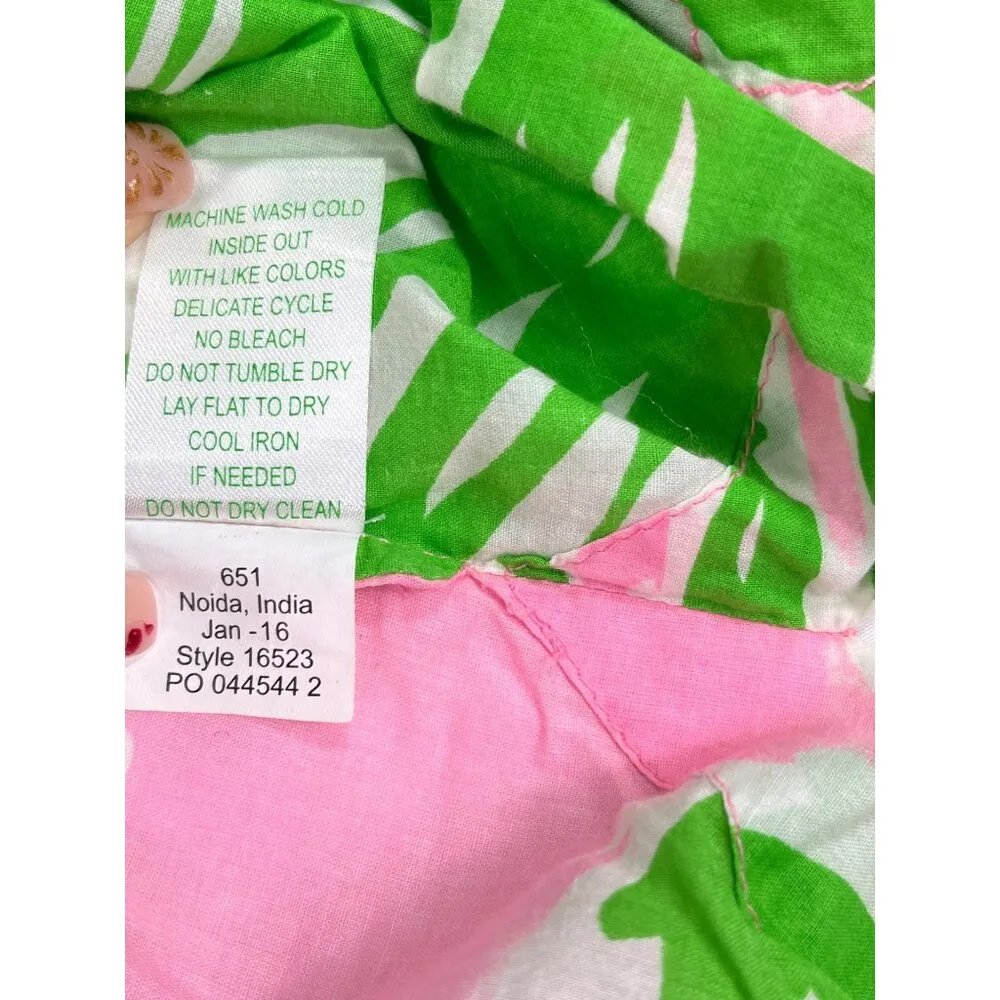 MACHINE WASH COLD
INSIDE OUT
WITH LIKE COLORS
DELICATE CYCLE
NO BLEACH
DO NOT TUMBLE DRY
LAY FLAT TO DRY
COOL IRON
IF NEEDED
DO NOT DRY CLEAN
651
Noida, India
Jan -16
Style 16523
PO 044544 2